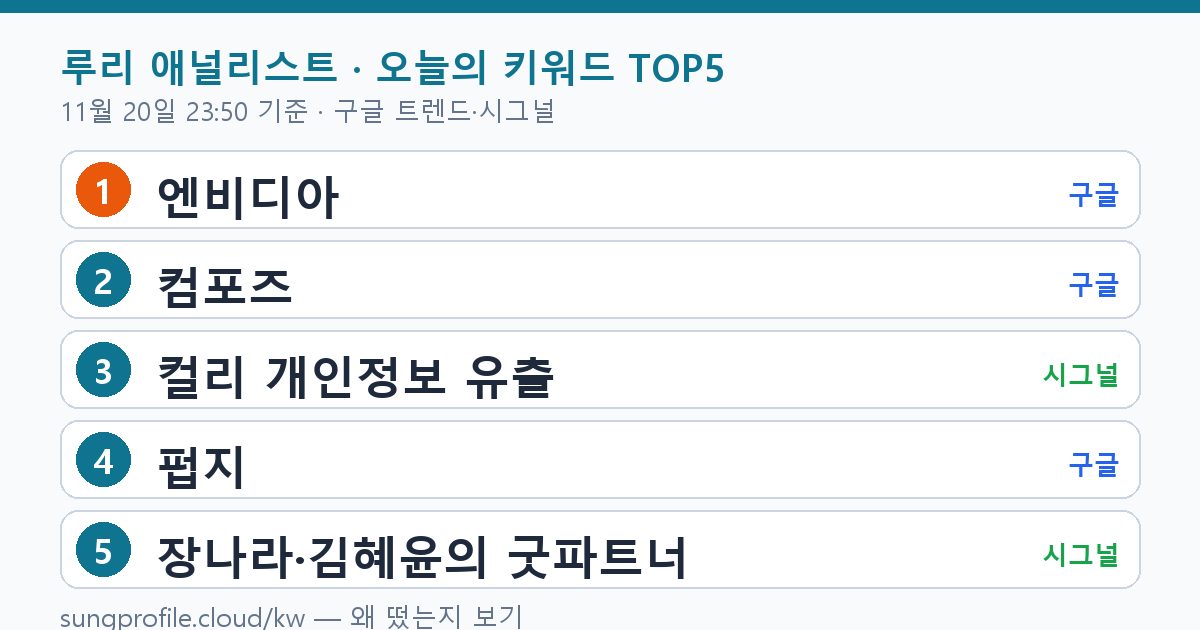 루리 애널리스트 · 오늘의 키워드 TOP5
11월 20일 23:50 기준 · 구글 트렌드·시그널
1 엔비디아 구글
2 컴포즈 구글
3 컬리 개인정보 유출 시그널
4 펍지 구글
5 장나라·김혜윤의 굿파트너 시그널
sungprofile.cloud/kw — 왜 떴는지 보기